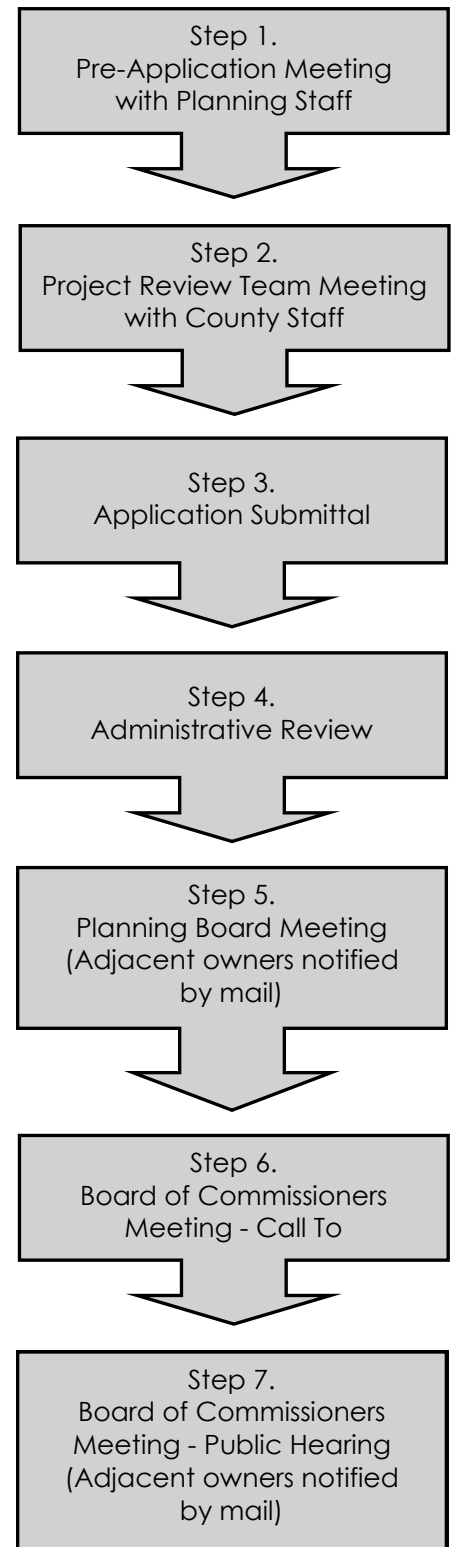 Step 1.
Pre-Application Meeting
with Planning Staff
Step 2.
Project Review Team Meeting
with County Staff
Step 3.
Application Submittal
Step 4.
Administrative Review
Step 5.
Planning Board Meeting
(Adjacent owners notified
by mail)
Step 6.
Board of Commissioners
Meeting - Call To
Step 7.
Board of Commissioners
Meeting - Public Hearing
(Adjacent owners notified
by mail)